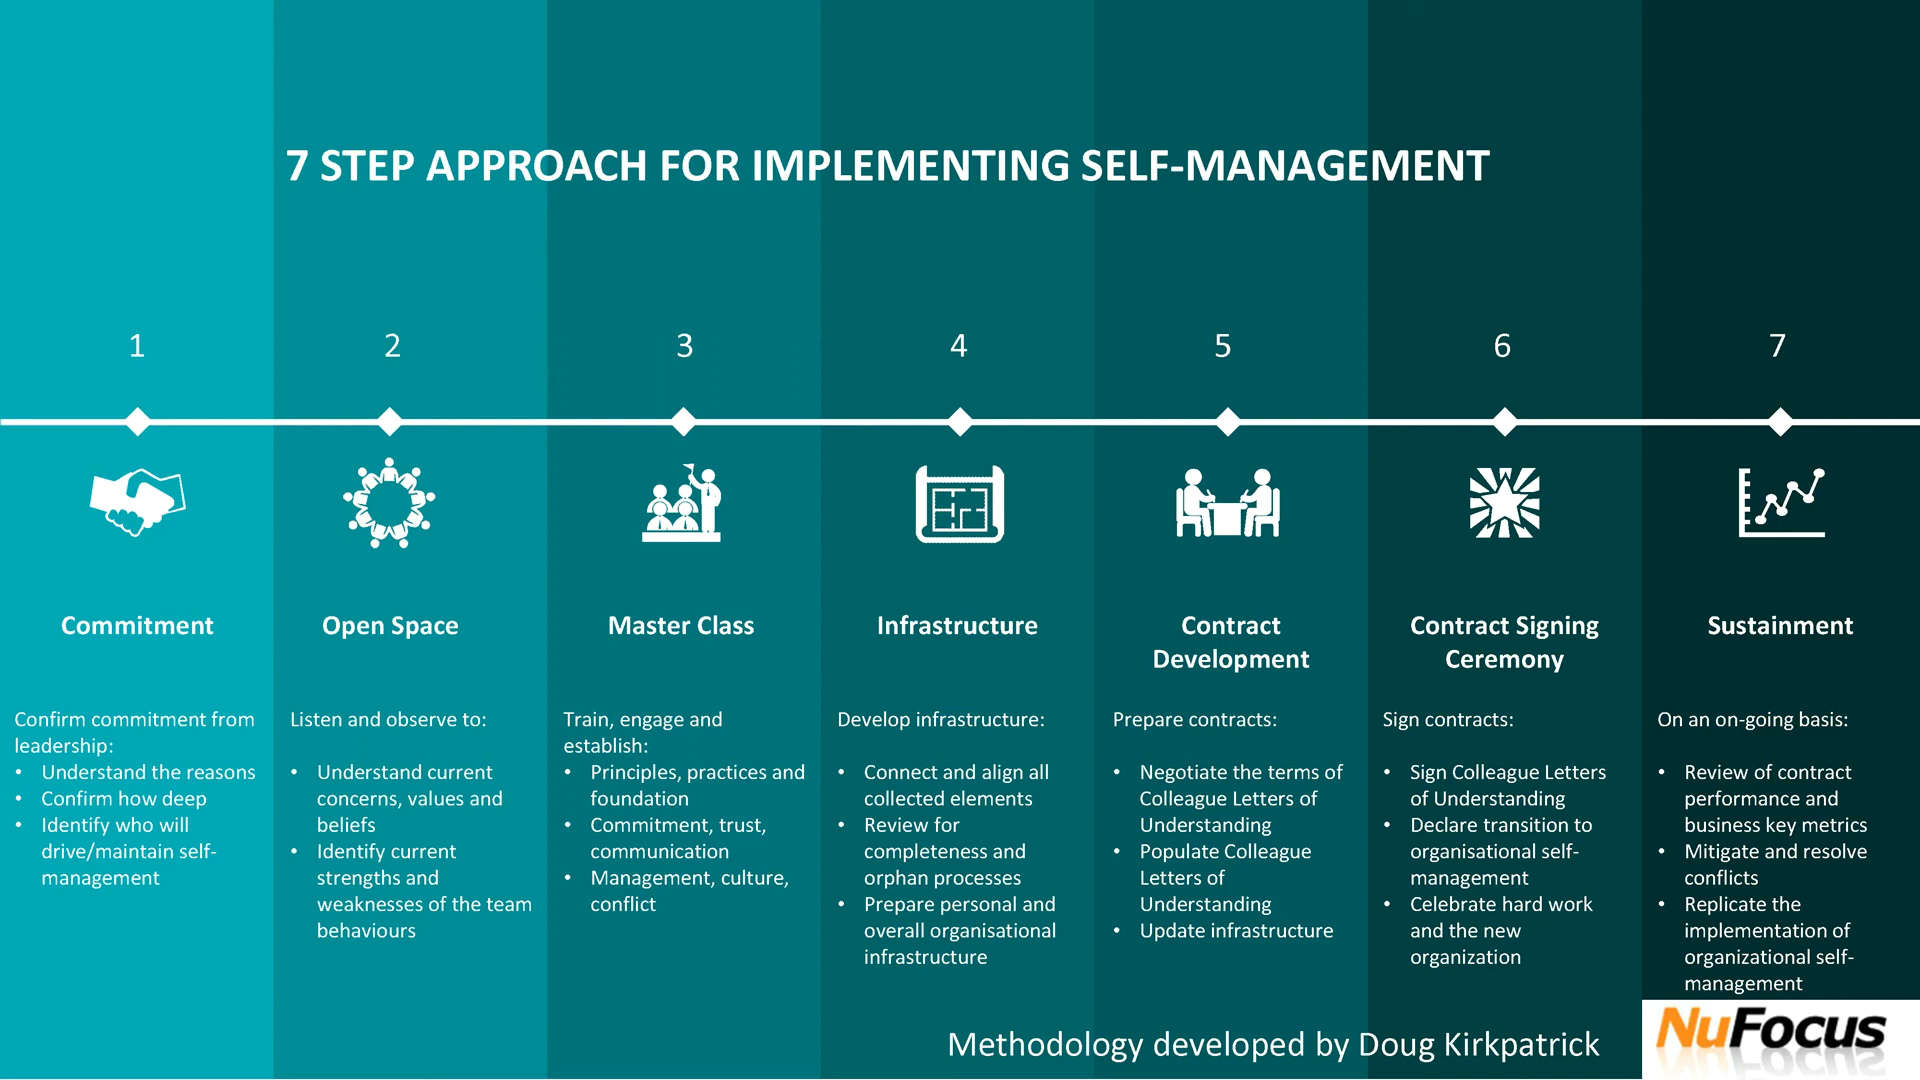 7 STEP APPROACH FOR IMPLEMENTING SELF-MANAGEMENT
1
Commitment
Confirm commitment from
leadership:
• Understand the reasons
• Confirm how deep
• Identify who will
drive/maintain self-
management
2
Open Space
Listen and observe to:
• Understand current
concerns, values and
beliefs
• Identify current
strengths and
weaknesses of the team
behaviours
3
Master Class
Train, engage and
establish:
• Principles, practices and
foundation
• Commitment, trust,
communication
• Management, culture,
conflict
4
Infrastructure
Develop infrastructure:
• Connect and align all
collected elements
• Review for
completeness and
orphan processes
• Prepare personal and
overall organisational
infrastructure
5
Contract
Development
Prepare contracts:
• Negotiate the terms of
Colleague Letters of
Understanding
• Populate Colleague
Letters of
Understanding
• Update infrastructure
6
Contract Signing
Ceremony
Sign contracts:
• Sign Colleague Letters
of Understanding
• Declare transition to
organisational self-
management
• Celebrate hard work
and the new
organization
7
Sustainment
On an on-going basis:
• Review of contract
performance and
business key metrics
• Mitigate and resolve
conflicts
• Replicate the
implementation of
organizational self-
management
Methodology developed by Doug Kirkpatrick
NuFocus